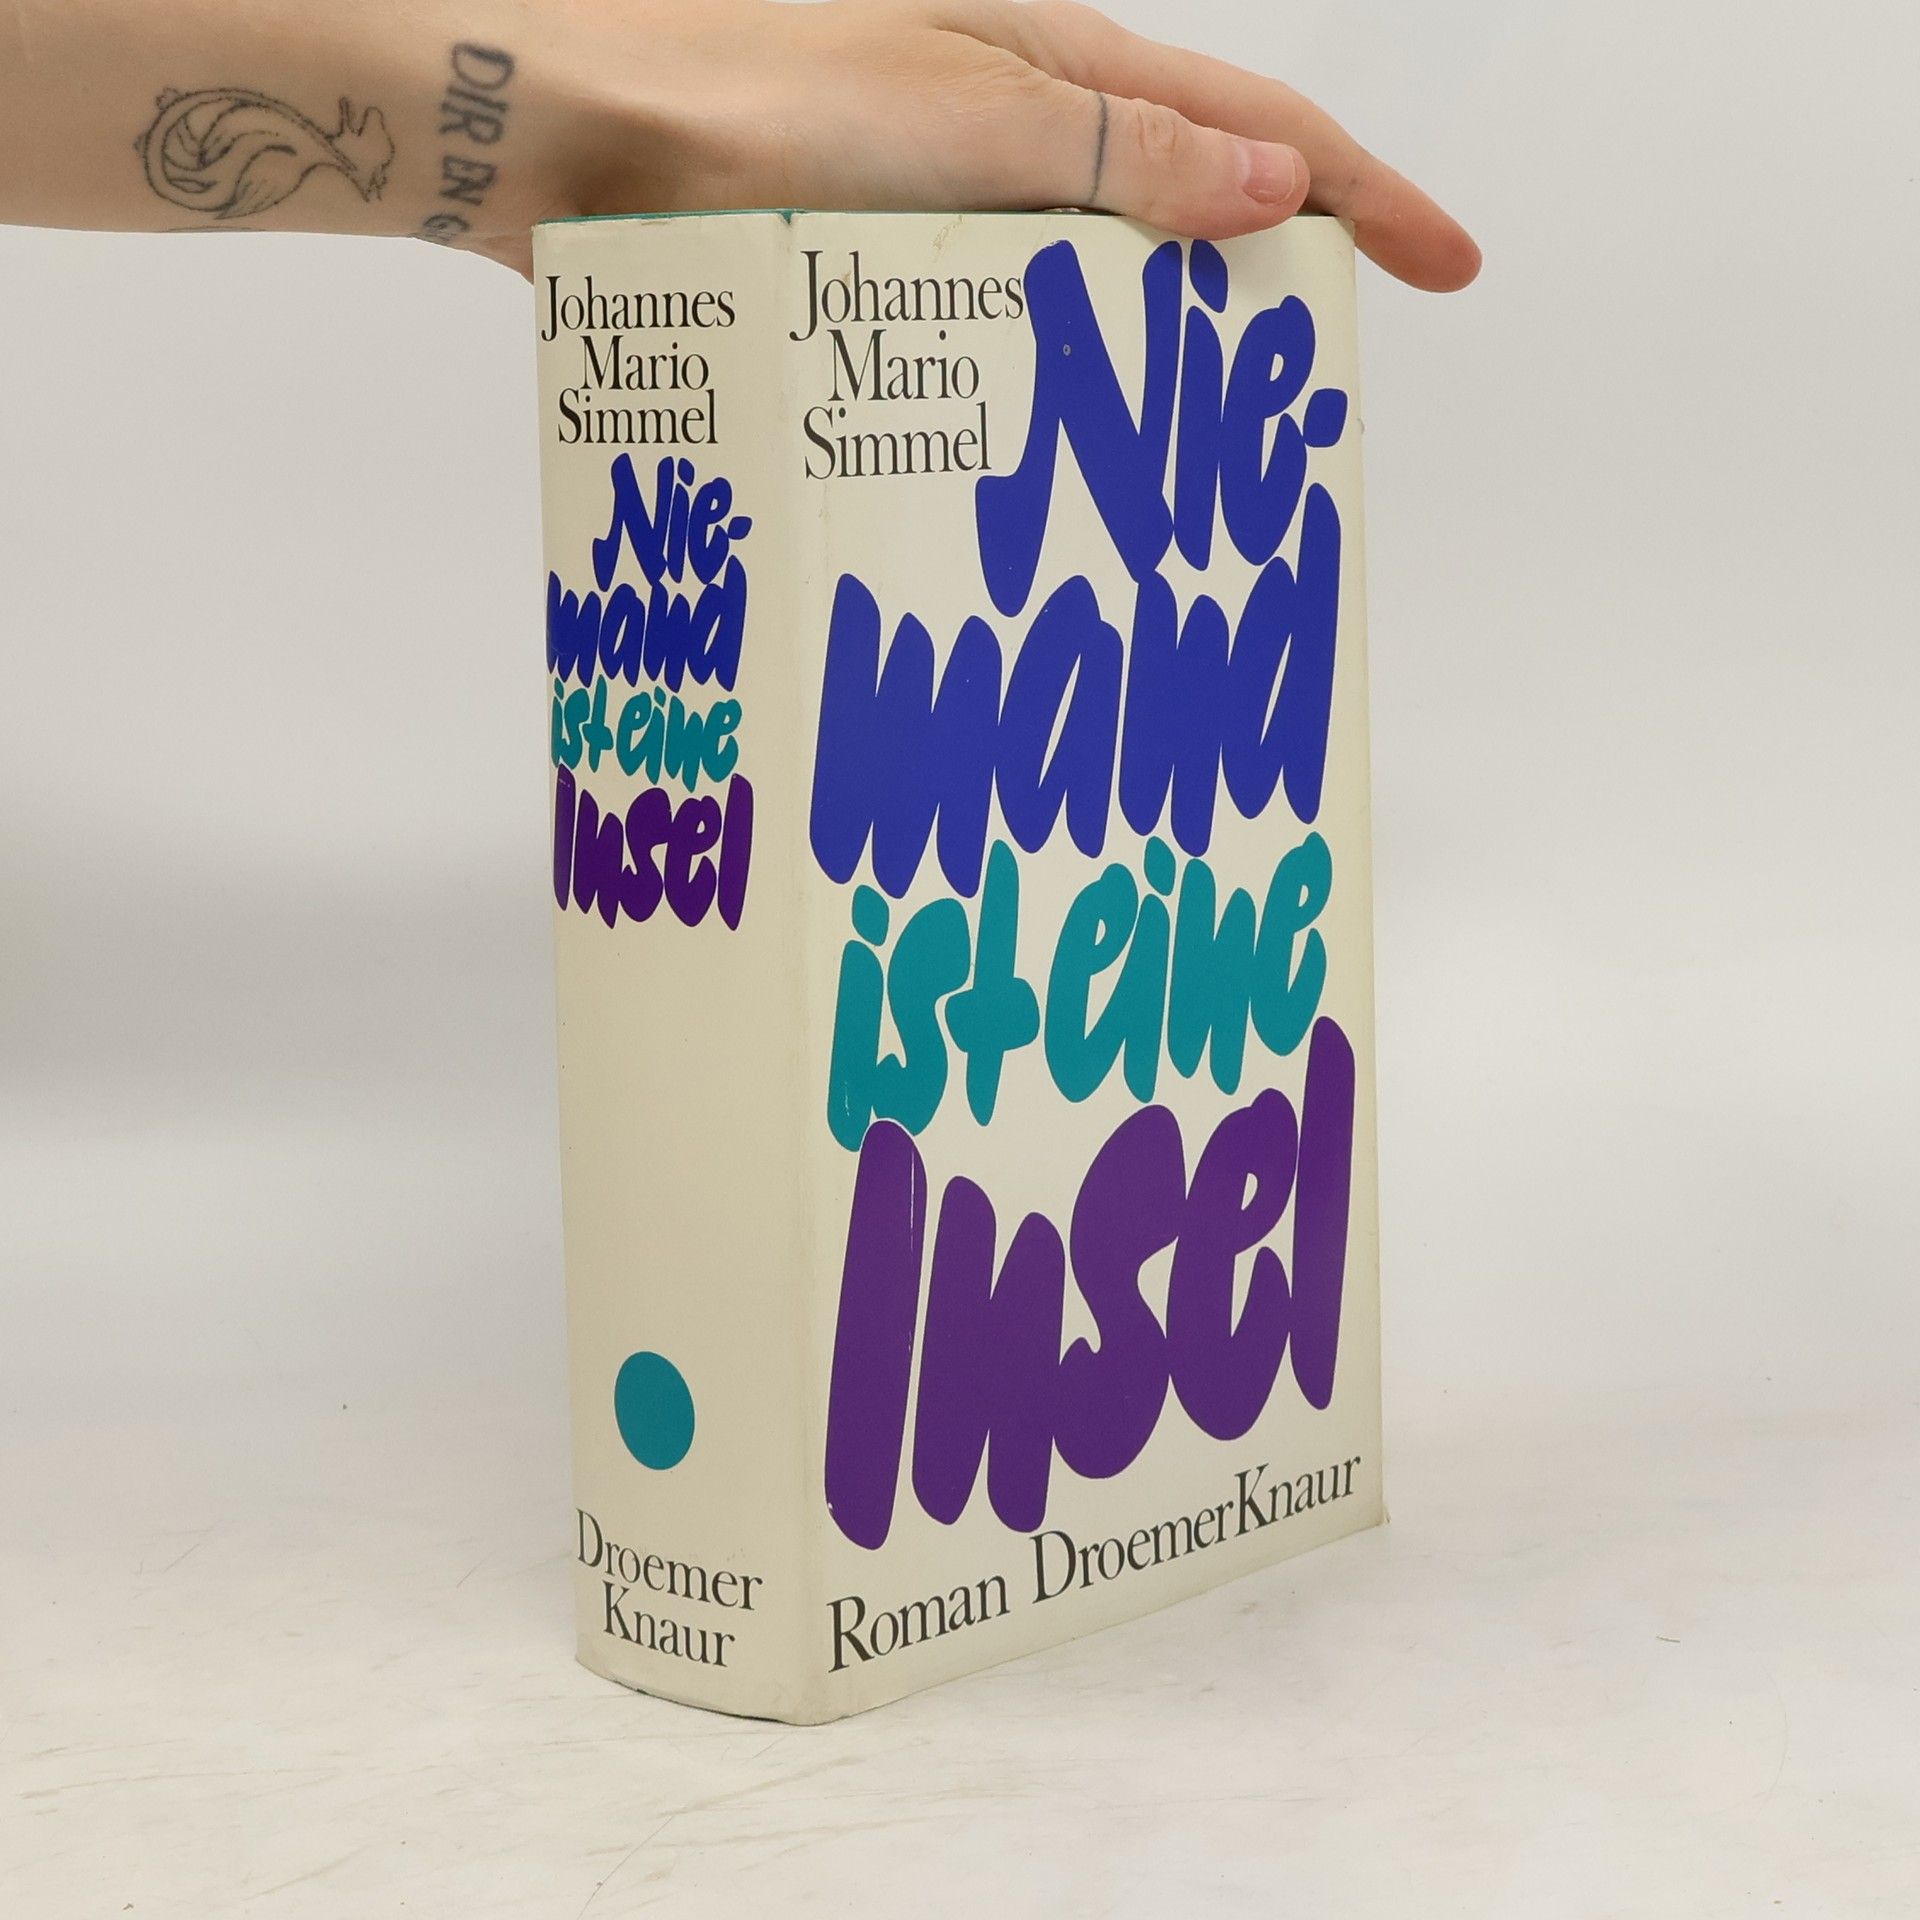 DIR EN G
Johannes
Mario
Simmel
Nie-
mand
ist eine
Insel
Droemer
Knaur
Johannes
Mario
Simmel
Nie-
mand
ist eine
Insel
Roman DroemerKnaur